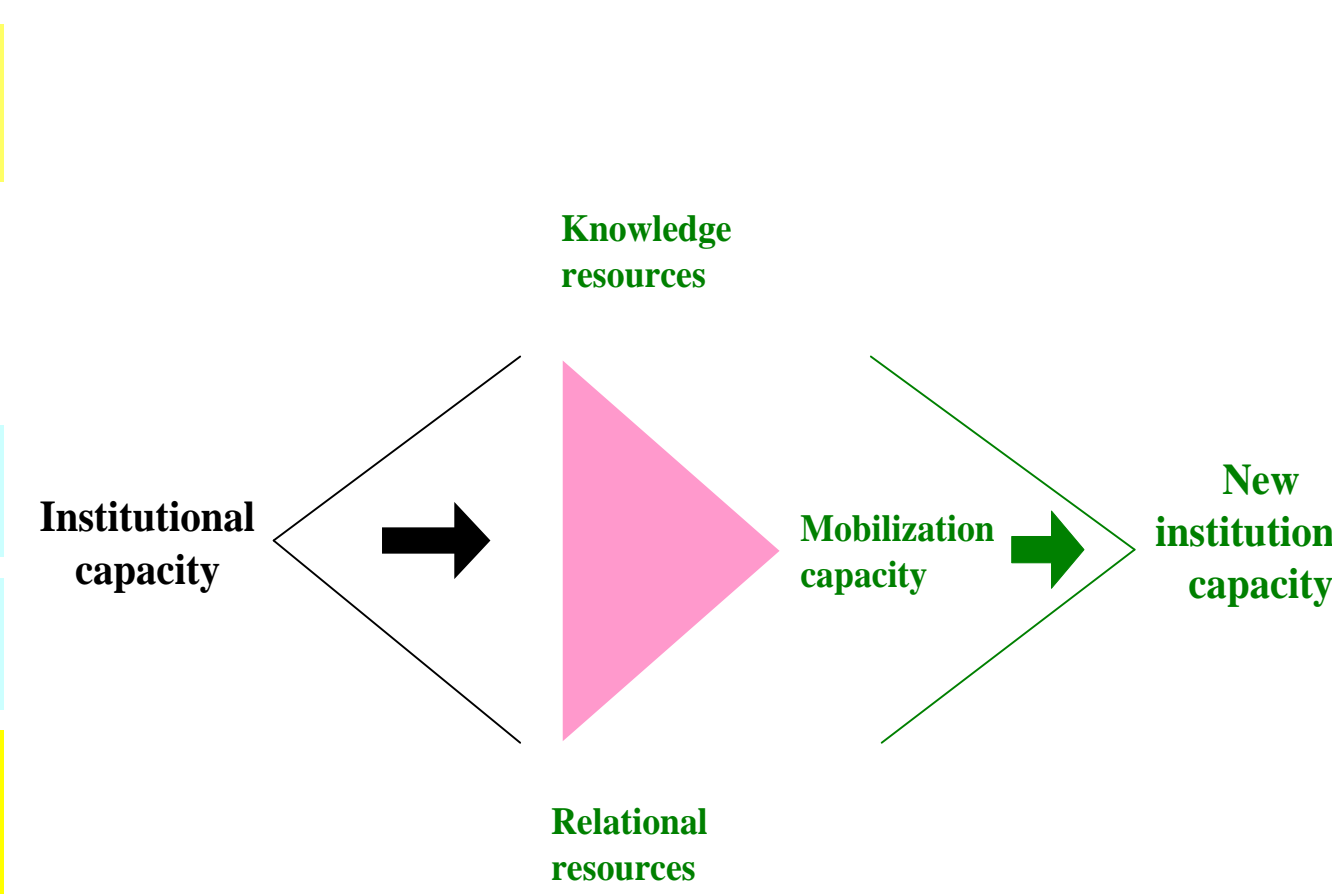 Knowledge
resources
Institutional
capacity
Mobilization
capacity
New
institution
capacity
Relational
resources